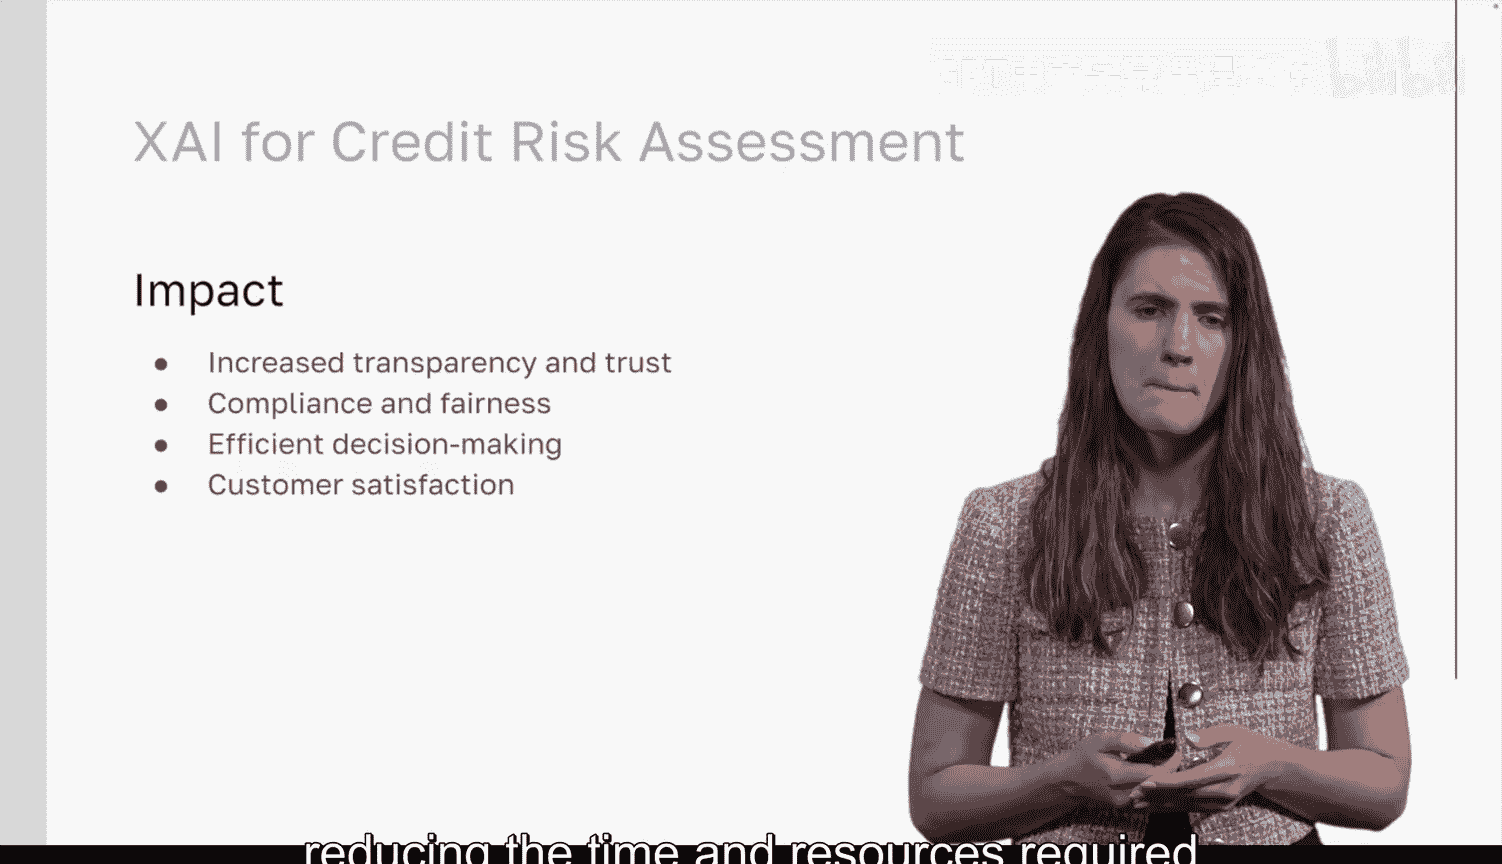 XAI for Credit Risk Assessment
Impact
● Increased transparency and trust
● Compliance and fairness
● Efficient decision-making
● Customer satisfaction
reducing the time and resources required